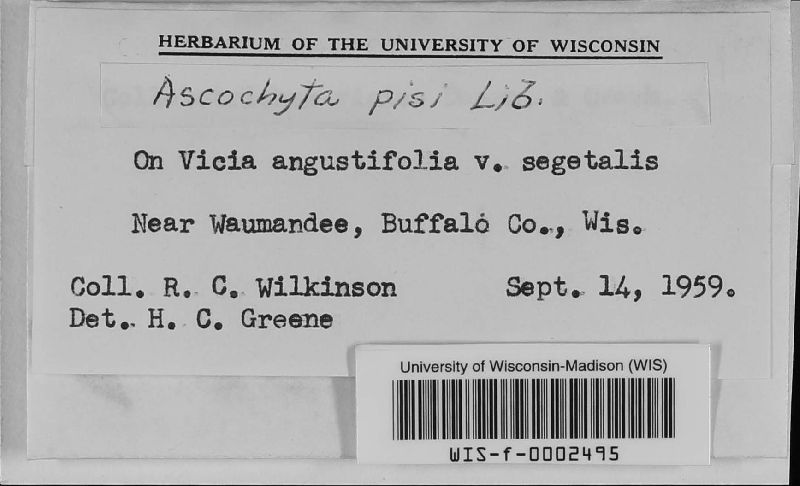 HERBARIUM OF THE UNIVERSITY OF WISCONSIN
Ascochyta pisi Lib.
On Vicia angustifolia v. segetalis
Near Waumandee, Buffalo Co., Wis.
Coll. R. C. Wilkinson Sept. 14, 1959.
Det. H. C. Greene
University of Wisconsin-Madison (WIS)
WIS-f-0002495